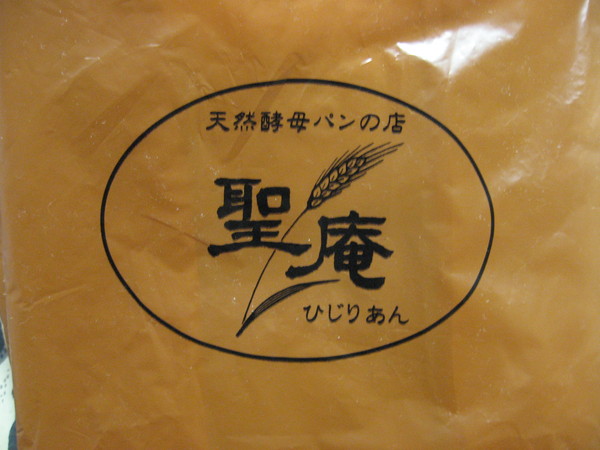 天然酵母パンの店
聖庵
ひじりあん